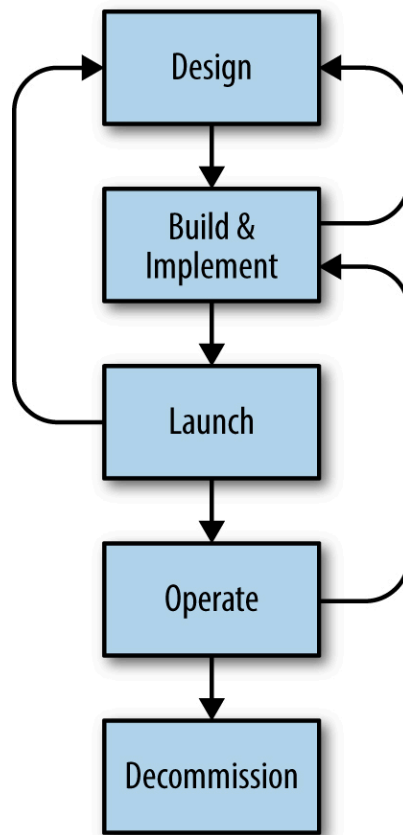 Design
Build &
Implement
Launch
Operate
Decommission